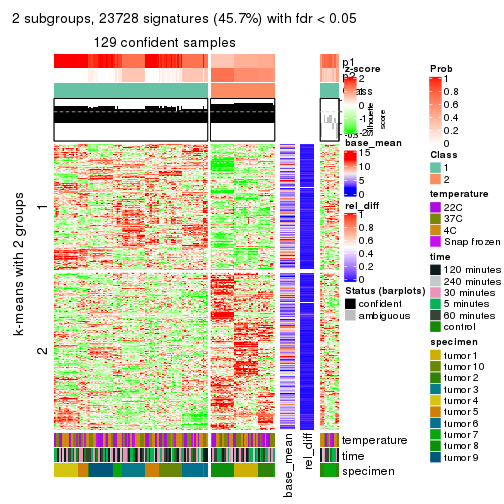 2 subgroups, 23728 signatures (45.7%) with fdr < 0.05
129 confident samples
p1
z-score
2
1
0
-1
-2
Silhouette
score
base_mean
15
10
5
0
rel_diff
1
0.8
0.6
0.4
0.2
0
Status (barplots)
confident
ambiguous
k-means with 2 groups
1
2
base_mean
rel_diff
temperature
time
specimen
Prob
1
0.8
0.6
0.4
0.2
0
Class
1
2
temperature
22C
37C
4C
Snap frozen
time
120 minutes
240 minutes
30 minutes
5 minutes
60 minutes
control
specimen
tumor 1
tumor 10
tumor 2
tumor 3
tumor 4
tumor 5
tumor 6
tumor 7
tumor 8
tumor 9